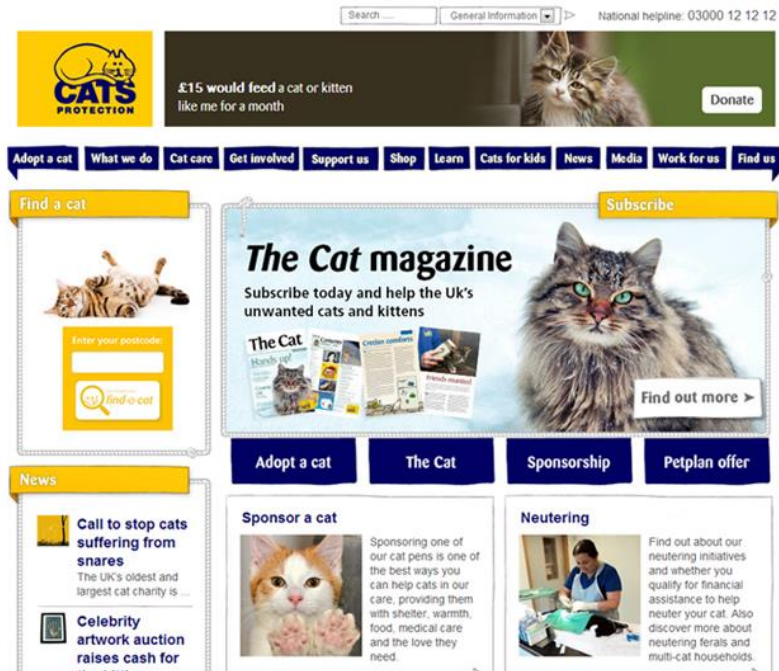 Search ....
General Information
National helpline: 03000 12 12 12
CATS
PROTECTION
£15 would feed a cat or kitten
like me for a month
Donate
Adopt a cat
What we do
Cat care
Get involved
Support us
Shop
Learn
Cats for kids
News
Media
Work for us
Find us
Find a cat
Enter your postcode:
find-a-cat
Subscribe
The Cat magazine
Subscribe today and help the Uk's
unwanted cats and kittens
The Cat
Hands up!
Contents
Cretan comforts
Friends reunited
Find out more
Adopt a cat
The Cat
Sponsorship
Petplan offer
News
Call to stop cats
suffering from
snares
The UK's oldest and
largest cat charity is ...
Celebrity
artwork auction
raises cash for
Sponsor a cat
Sponsoring one of
our cat pens is one of
the best ways you
can help cats in our
care, providing them
with shelter, warmth,
food, medical care
and the love they
need.
Neutering
Find out about our
neutering initiatives
and whether you
qualify for financial
assistance to help
neuter your cat. Also
discover more about
neutering ferals and
multi-cat households.